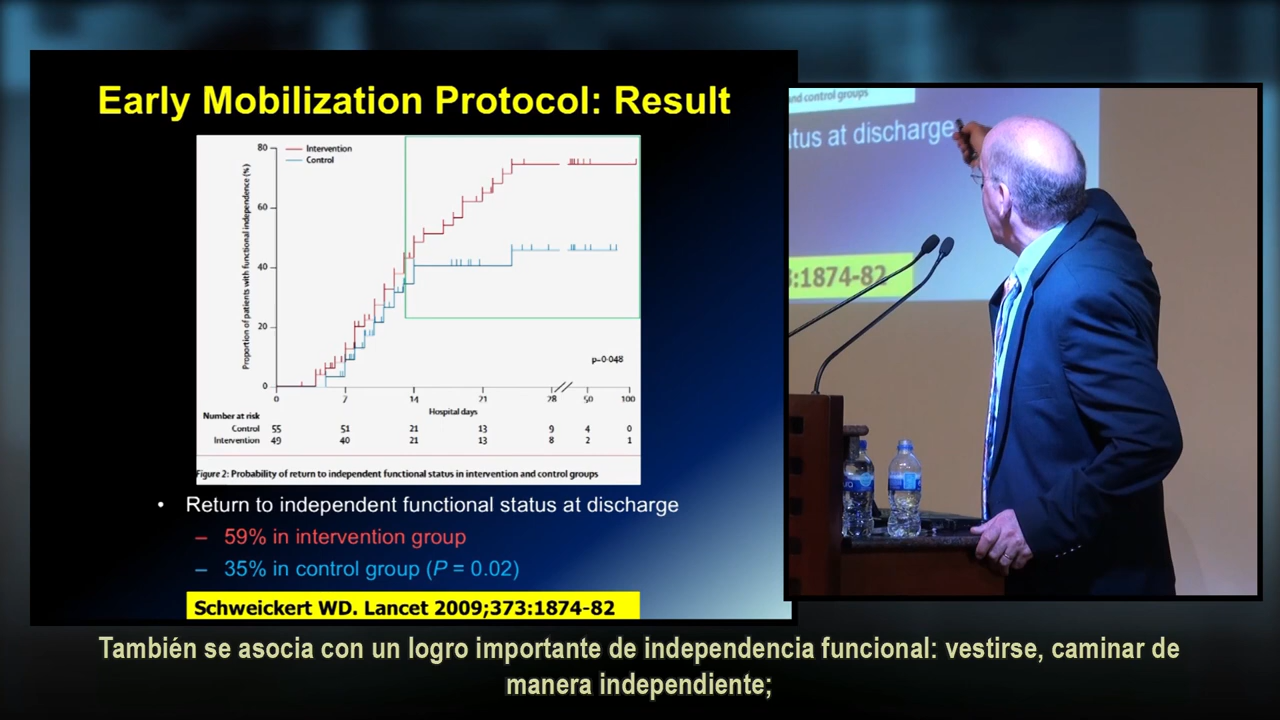 Early Mobilization Protocol: Result
Proportion of patients with functional independence (%)
80
60
40
20
0
Intervention
Control
p=0·048
0 7 14 21 28 50 100
Hospital days
Number at risk
Control 55 51 21 13 9 4 0
Intervention 49 40 21 13 8 2 1
Figure 2: Probability of return to independent functional status in intervention and control groups
• Return to independent functional status at discharge
– 59% in intervention group
– 35% in control group (P = 0.02)
Schweickert WD. Lancet 2009;373:1874-82
and control groups
atus at discharge
3:1874-82
También se asocia con un logro importante de independencia funcional: vestirse, caminar de
manera independiente;